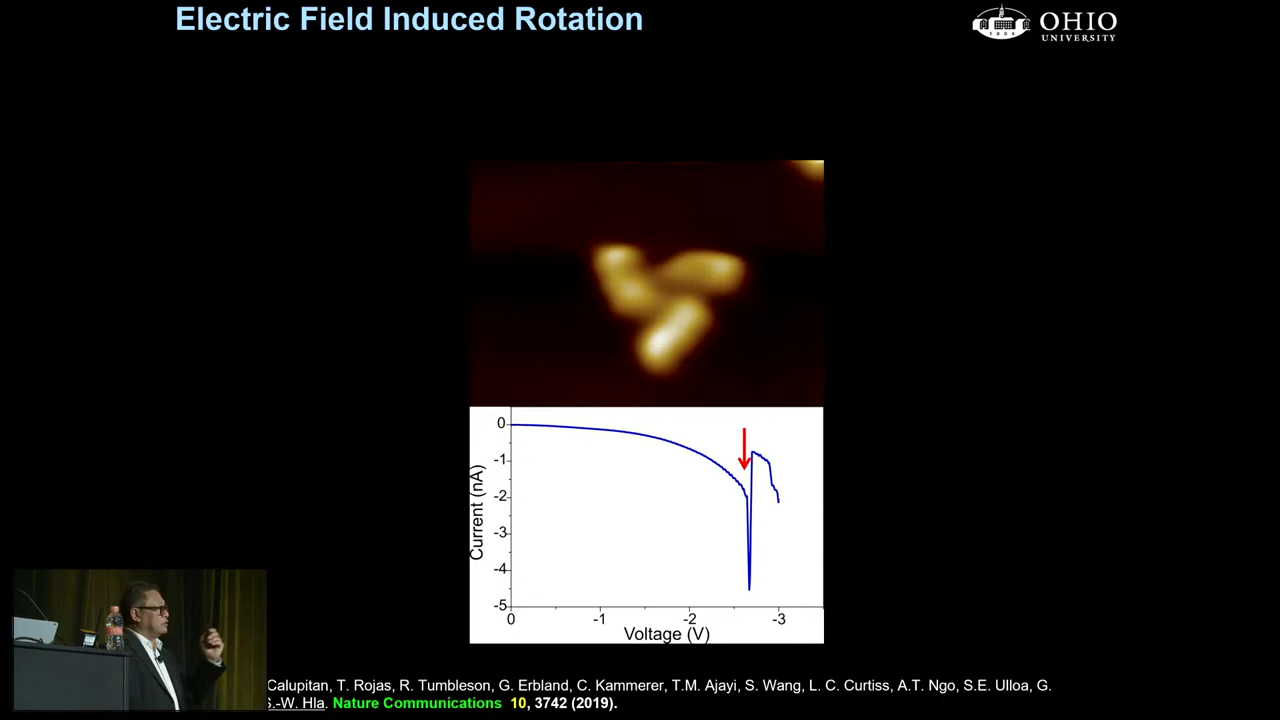 Electric Field Induced Rotation
OHIO
UNIVERSITY
1804
0
-1
-2
-3
-4
-5
Current (nA)
0
-1
-2
-3
Voltage (V)
Calupitan, T. Rojas, R. Tumbleson, G. Erbland, C. Kammerer, T.M. Ajayi, S. Wang, L. C. Curtiss, A.T. Ngo, S.E. Ulloa, G.
S.-W. Hla. Nature Communications 10, 3742 (2019).